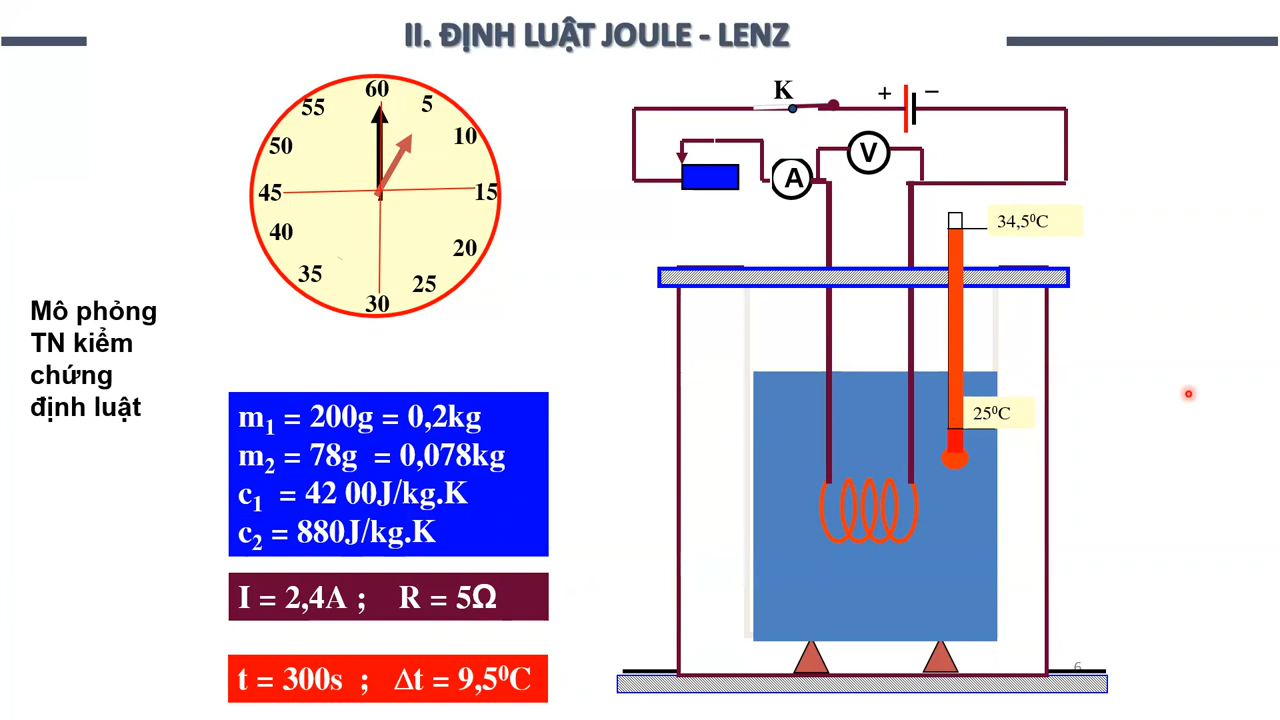 II. ĐỊNH LUẬT JOULE - LENZ
60
55
5
50
10
45
15
40
20
35
25
30
K
+
–
V
A
34,5⁰C
25⁰C
Mô phỏng
TN kiểm
chứng
định luật
m₁ = 200g = 0,2kg
m₂ = 78g = 0,078kg
c₁ = 42 00J/kg.K
c₂ = 880J/kg.K
I = 2,4A ; R = 5Ω
t = 300s ; Δt = 9,5⁰C
6